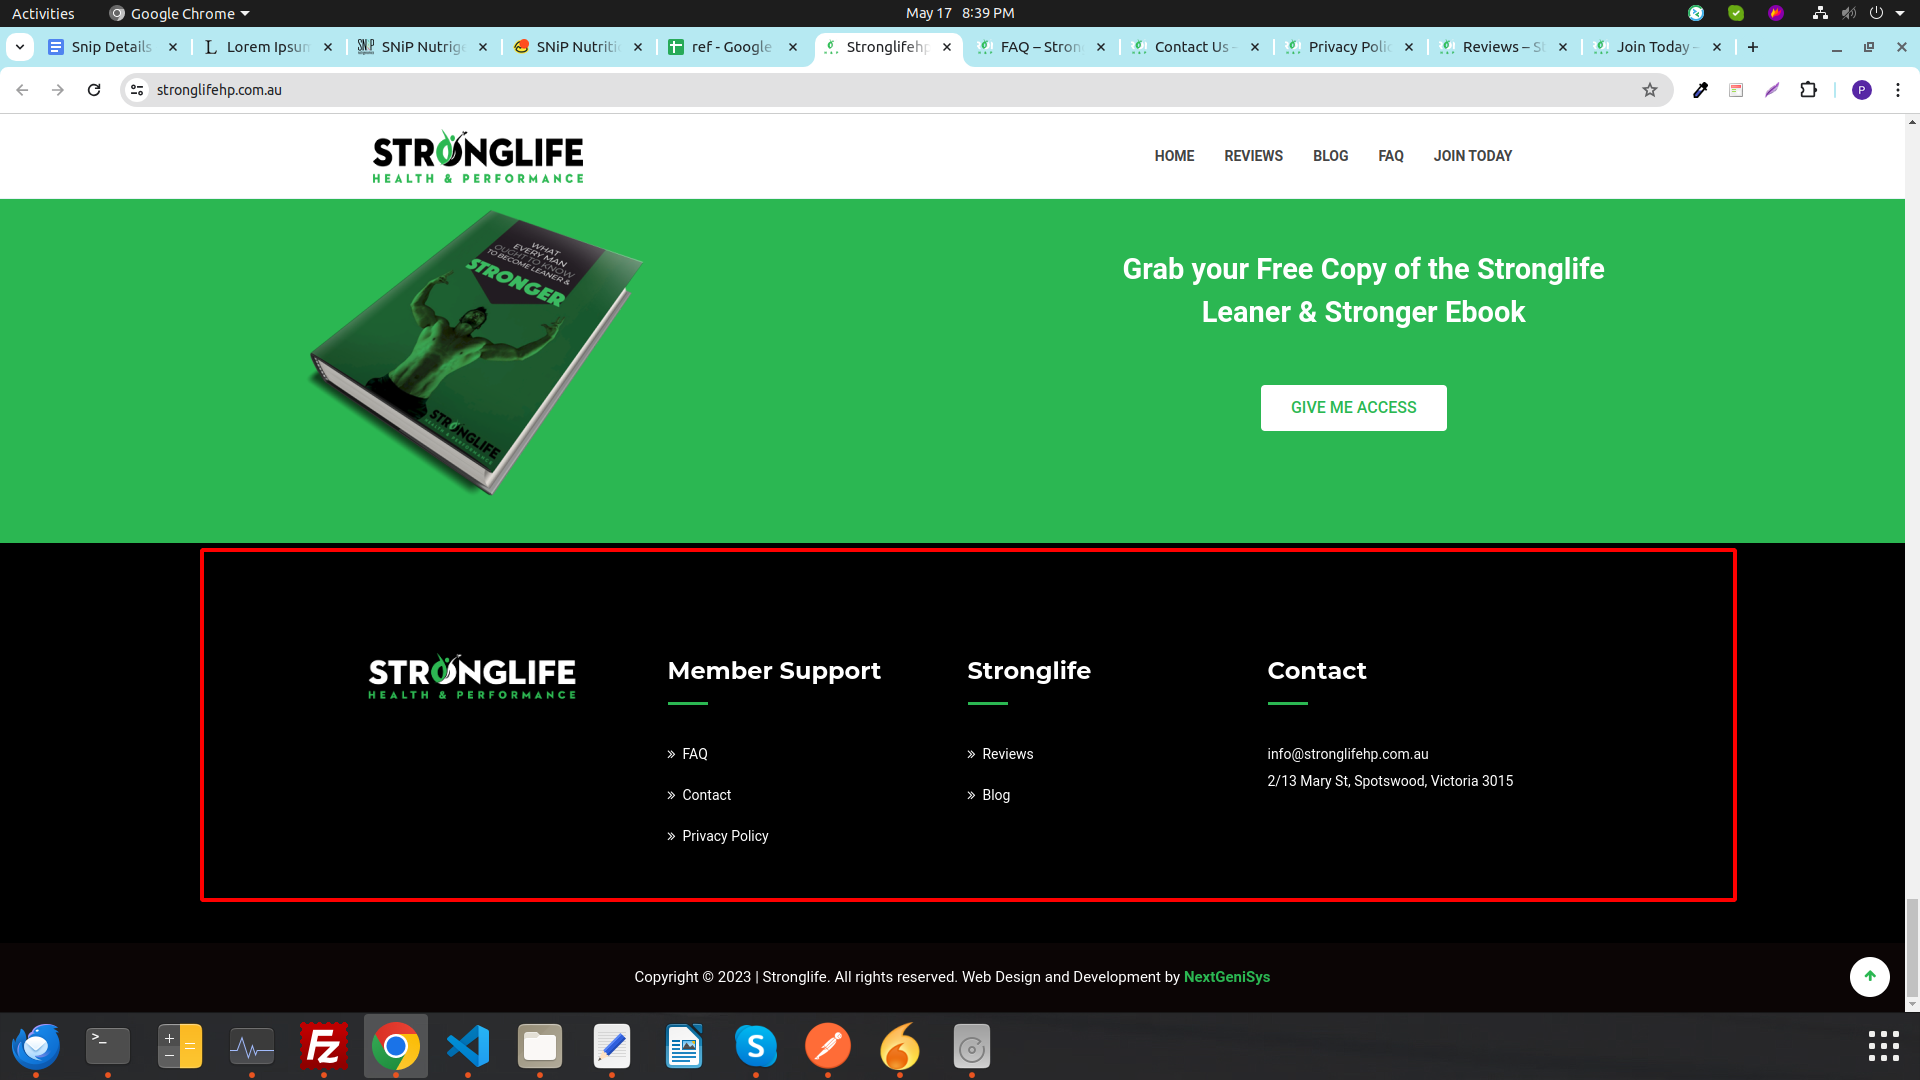 Activities
Google Chrome
May 17 8:39 PM
Snip Details
Lorem Ipsum
SNiP Nutrige
SNiP Nutriti
ref - Google
Stronglifehp
FAQ – Stron
Contact Us -
Privacy Polic
Reviews – St
Join Today -
stronglifehp.com.au
P
STRONGLIFE
HEALTH & PERFORMANCE
HOME
REVIEWS
BLOG
FAQ
JOIN TODAY
WHAT
EVERY MAN
OUGHT TO KNOW
TO BECOME LEANER &
STRONGER
STRONGLIFE
HEALTH & PERFORMANCE
Grab your Free Copy of the Stronglife
Leaner & Stronger Ebook
GIVE ME ACCESS
STRONGLIFE
HEALTH & PERFORMANCE
Member Support
FAQ
Contact
Privacy Policy
Stronglife
Reviews
Blog
Contact
info@stronglifehp.com.au
2/13 Mary St, Spotswood, Victoria 3015
Copyright © 2023 | Stronglife. All rights reserved. Web Design and Development by NextGeniSys